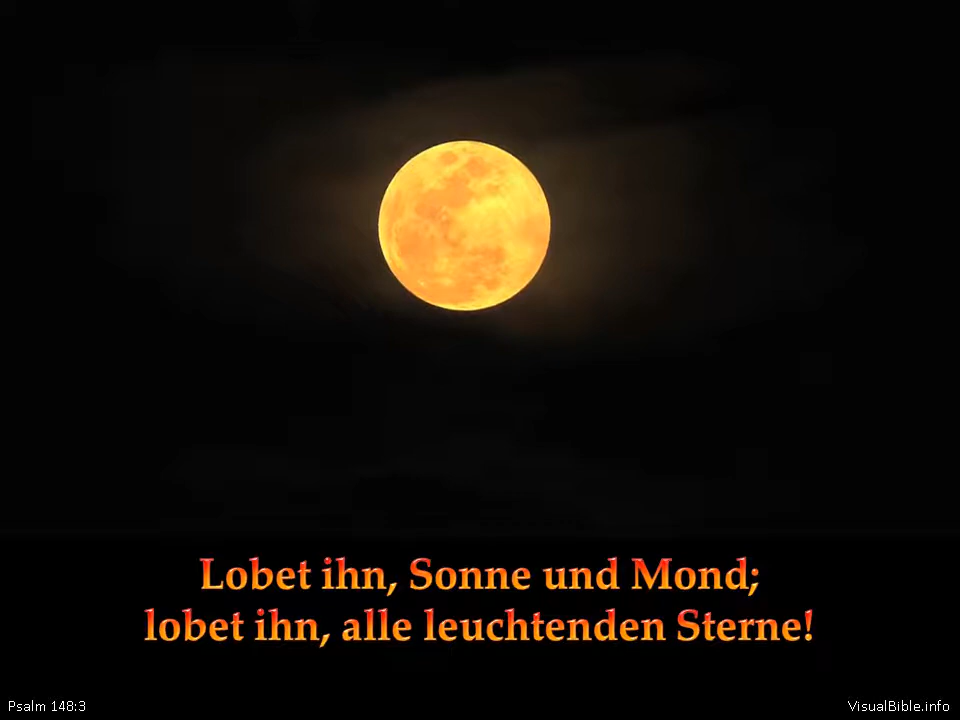 Lobet ihn, Sonne und Mond;
lobet ihn, alle leuchtenden Sterne!
Psalm 148:3
VisualBible.info